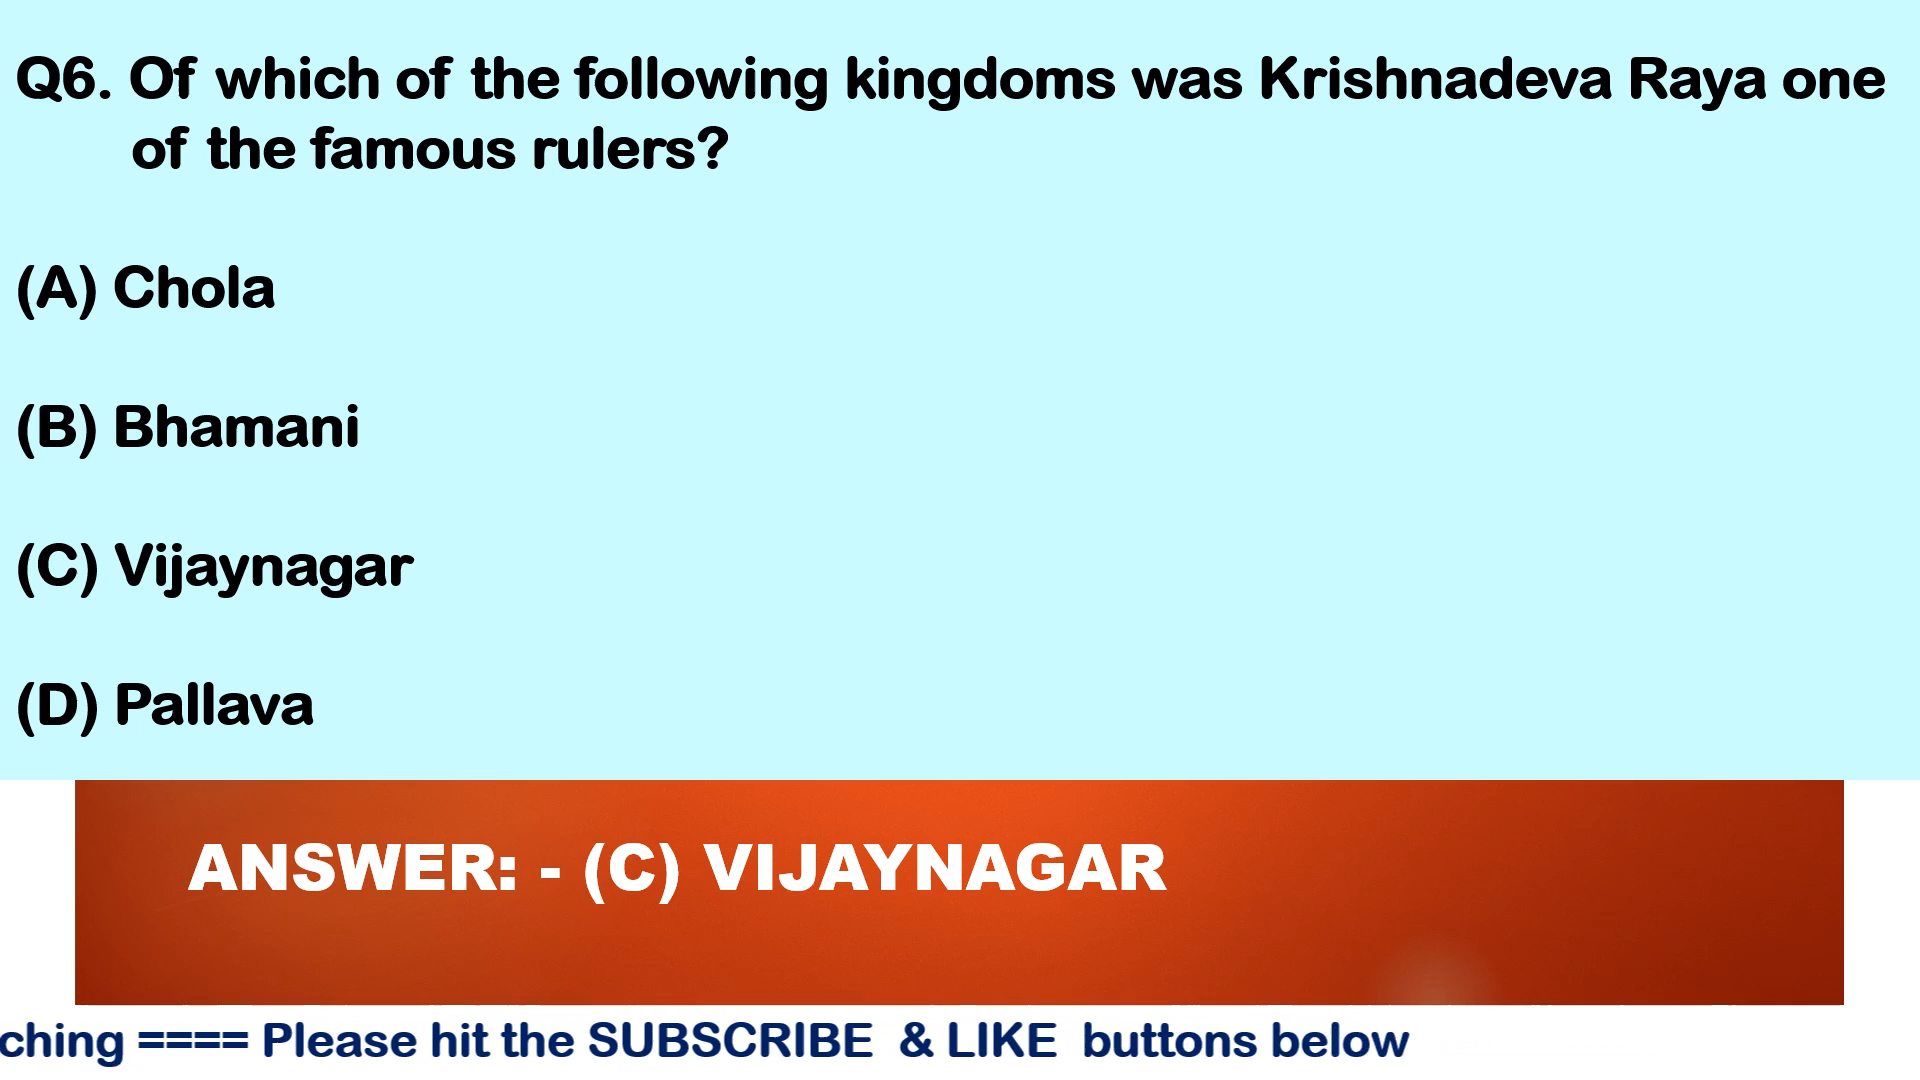 Q6. Of which of the following kingdoms was Krishnadeva Raya one
of the famous rulers?
(A) Chola
(B) Bhamani
(C) Vijaynagar
(D) Pallava
ANSWER: - (C) VIJAYNAGAR
ching ==== Please hit the SUBSCRIBE & LIKE buttons below